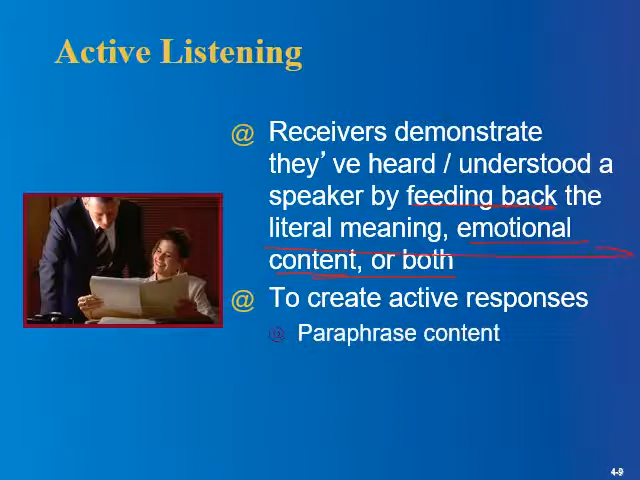 Active Listening
@ Receivers demonstrate
they’ve heard / understood a
speaker by feeding back the
literal meaning, emotional
content, or both
@ To create active responses
@ Paraphrase content
4-9